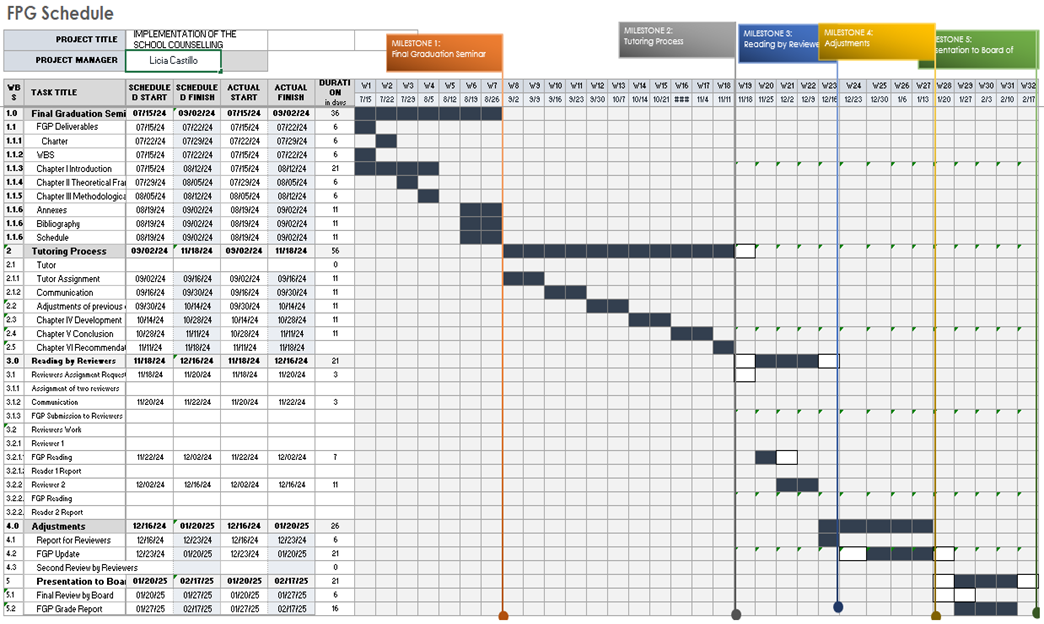 FPG Schedule
PROJECT TITLE IMPLEMENTATION OF THE
SCHOOL COUNSELLING
PROJECT MANAGER Licia Castillo
MILESTONE 1:
Final Graduation Seminar
MILESTONE 2:
Tutoring Process
MILESTONE 3:
Reading by Reviewe
MILESTONE 4:
Adjustments
ESTONE 5:
sentation to Board of
WB S TASK TITLE SCHEDULE D START SCHEDULE D FINISH ACTUAL START ACTUAL FINISH DURATI ON in days
W1 W2 W3 W4 W5 W6 W7 W8 W9 W10 W11 W12 W13 W14 W15 W16 W17 W18 W19 W20 W21 W22 W23 W24 W25 W26 W27 W28 W29 W30 W31 W32
7/15 7/22 7/29 8/5 8/12 8/19 8/26 9/2 9/9 9/16 9/23 9/30 10/7 10/14 10/21 ### 11/4 11/11 11/18 11/25 12/2 12/9 12/16 12/23 12/30 1/6 1/13 1/20 1/27 2/3 2/10 2/17
1.0 Final Graduation Semi 07/15/24 09/02/24 07/15/24 09/02/24 36
1.1 FGP Deliverables 07/15/24 07/22/24 07/15/24 07/22/24 6
1.1.1 Charter 07/22/24 07/29/24 07/22/24 07/29/24 6
1.1.2 WBS 07/15/24 07/22/24 07/15/24 07/22/24 6
1.1.3 Chapter I Introduction 07/15/24 08/12/24 07/15/24 08/12/24 21
1.1.4 Chapter II Theoretical Fra 07/29/24 08/05/24 07/29/24 08/05/24 6
1.1.5 Chapter III Methodologica 08/05/24 08/12/24 08/05/24 08/12/24 6
1.1.6 Annexes 08/19/24 09/02/24 08/19/24 09/02/24 11
1.1.6 Bibliography 08/19/24 09/02/24 08/19/24 09/02/24 11
1.1.6 Schedule 08/19/24 09/02/24 08/19/24 09/02/24 11
2 Tutoring Process 09/02/24 11/18/24 09/02/24 11/18/24 56
2.1 Tutor 0
2.1.1 Tutor Assignment 09/02/24 09/16/24 09/02/24 09/16/24 11
2.1.2 Communication 09/16/24 09/30/24 09/16/24 09/30/24 11
2.2 Adjustments of previous 09/30/24 10/14/24 09/30/24 10/14/24 11
2.3 Chapter IV Development 10/14/24 10/28/24 10/14/24 10/28/24 11
2.4 Chapter V Conclusion 10/28/24 11/11/24 10/28/24 11/11/24 11
2.5 Chapter VI Recommenda 11/11/24 11/18/24 11/11/24 11/18/24
3.0 Reading by Reviewers 11/18/24 12/16/24 11/18/24 12/16/24 21
3.1 Reviewers Assignment Request 11/18/24 11/20/24 11/18/24 11/20/24 3
3.1.1 Assignment of two reviewers
3.1.2 Communication 11/20/24 11/22/24 11/20/24 11/22/24 3
3.1.3 FGP Submission to Reviewers
3.2 Reviewers Work
3.2.1 Reviewer 1
3.2.1. FGP Reading 11/22/24 12/02/24 11/22/24 12/02/24 7
3.2.1. Reader 1 Report
3.2.2 Reviewer 2 12/02/24 12/16/24 12/02/24 12/16/24 11
3.2.2. FGP Reading
3.2.2. Reader 2 Report
4.0 Adjustments 12/16/24 01/20/25 12/16/24 01/20/25 26
4.1 Report for Reviewers 12/16/24 12/23/24 12/16/24 12/23/24 6
4.2 FGP Update 12/23/24 01/20/25 12/23/24 01/20/25 21
4.3 Second Review by Reviewers 0
5 Presentation to Boar 01/20/25 02/17/25 01/20/25 02/17/25 21
5.1 Final Review by Board 01/20/25 01/27/25 01/20/25 01/27/25 6
5.2 FGP Grade Report 01/27/25 02/17/25 01/27/25 02/17/25 16